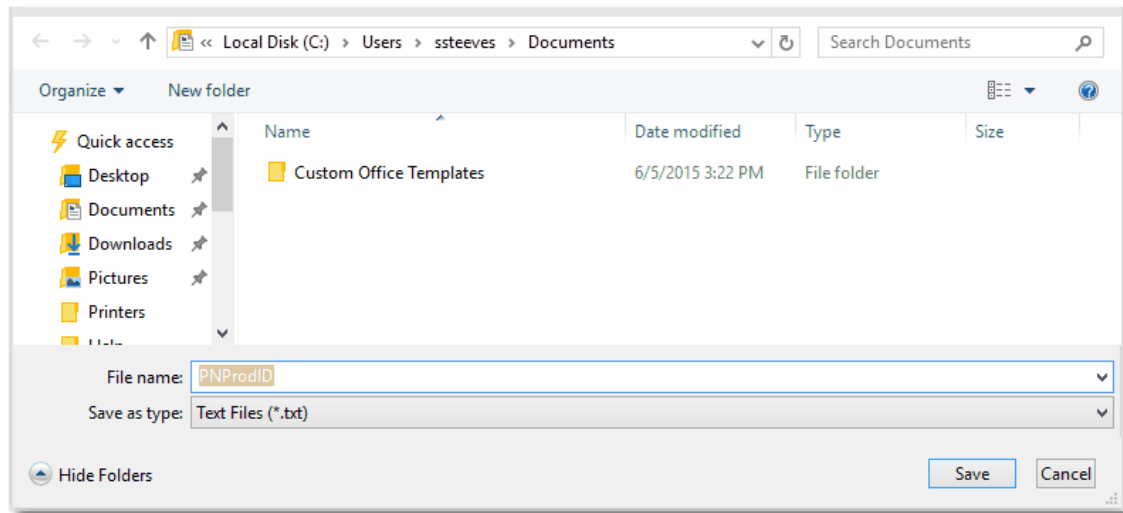 « Local Disk (C:) › Users › ssteeves › Documents Search Documents
Organize New folder
Name Date modified Type Size
Quick access
Custom Office Templates 6/5/2015 3:22 PM File folder
Desktop
Documents
Downloads
Pictures
Printers
File name: PNProdID
Save as type: Text Files (*.txt)
Hide Folders Save Cancel